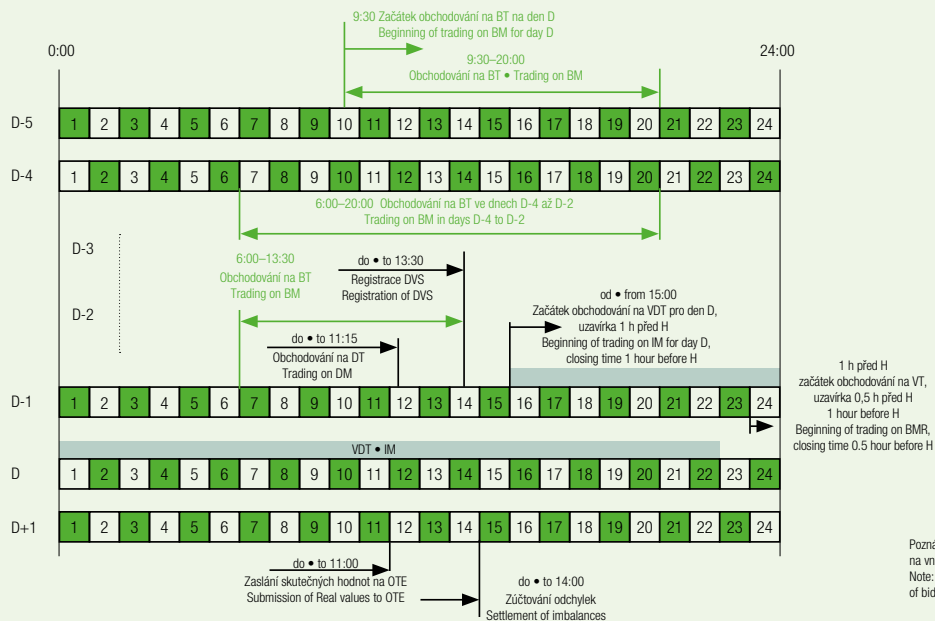 9:30 Začátek obchodování na BT na den D
Beginning of trading on BM for day D
0:00
24:00
9:30–20:00
Obchodování na BT • Trading on BM
D-5
1 2 3 4 5 6 7 8 9 10 11 12 13 14 15 16 17 18 19 20 21 22 23 24
D-4
1 2 3 4 5 6 7 8 9 10 11 12 13 14 15 16 17 18 19 20 21 22 23 24
6:00–20:00 Obchodování na BT ve dnech D-4 až D-2
Trading on BM in days D-4 to D-2
D-3
6:00–13:30
Obchodování na BT
Trading on BM
do • to 13:30
Registrace DVS
Registration of DVS
D-2
od • from 15:00
Začátek obchodování na VDT pro den D,
uzavírka 1 h před H
Beginning of trading on IM for day D,
closing time 1 hour before H
do • to 11:15
Obchodování na DT
Trading on DM
1 h před H
začátek obchodování na VT,
uzavírka 0,5 h před H
1 hour before H
Beginning of trading on BMR,
closing time 0.5 hour before H
D-1
1 2 3 4 5 6 7 8 9 10 11 12 13 14 15 16 17 18 19 20 21 22 23 24
VDT • IM
D
1 2 3 4 5 6 7 8 9 10 11 12 13 14 15 16 17 18 19 20 21 22 23 24
D+1
1 2 3 4 5 6 7 8 9 10 11 12 13 14 15 16 17 18 19 20 21 22 23 24
do • to 11:00
Zaslání skutečných hodnot na OTE
Submission of Real values to OTE
do • to 14:00
Zúčtování odchylek
Settlement of imbalances
Pozná
na vn
Note:
of bid